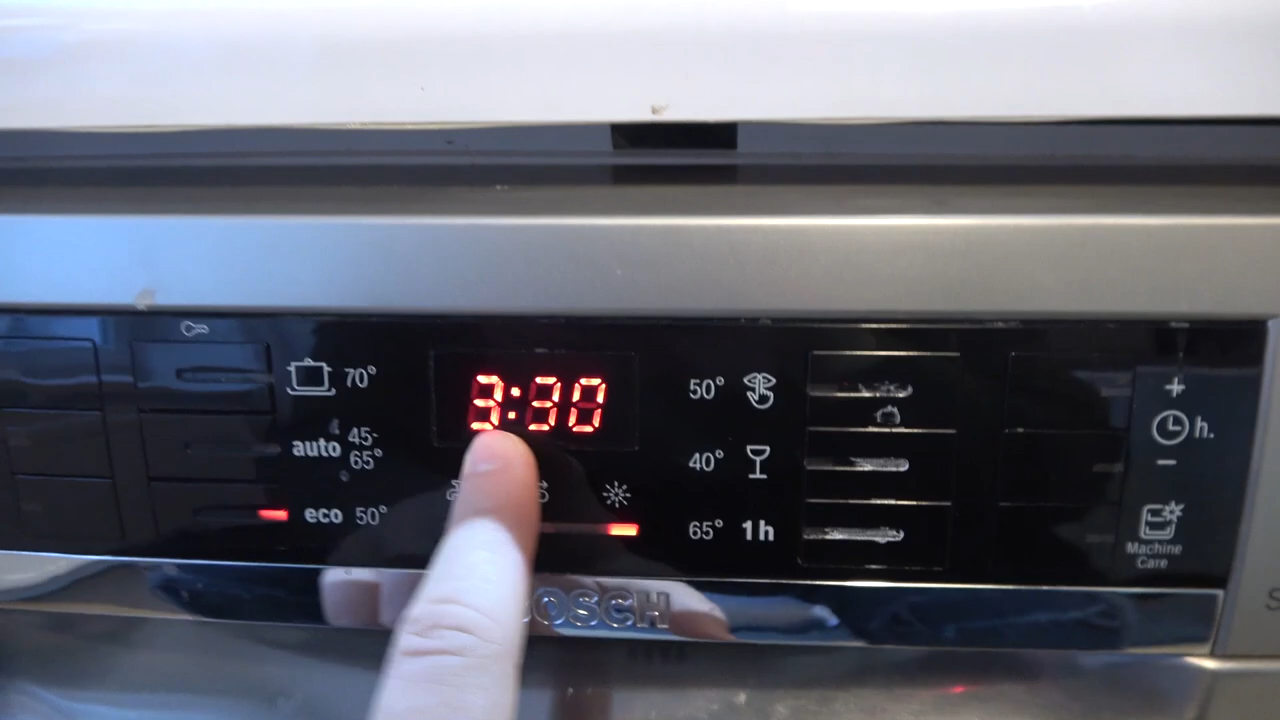 70°
auto 45-
65°
eco 50°
3:30
50°
40°
65° 1h
+
h.
−
Machine
Care
BOSCH
S